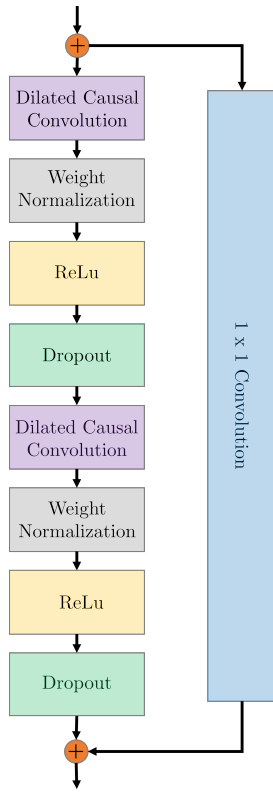 +
Dilated Causal
Convolution
Weight
Normalization
ReLu
Dropout
Dilated Causal
Convolution
Weight
Normalization
ReLu
Dropout
+
1 x 1 Convolution